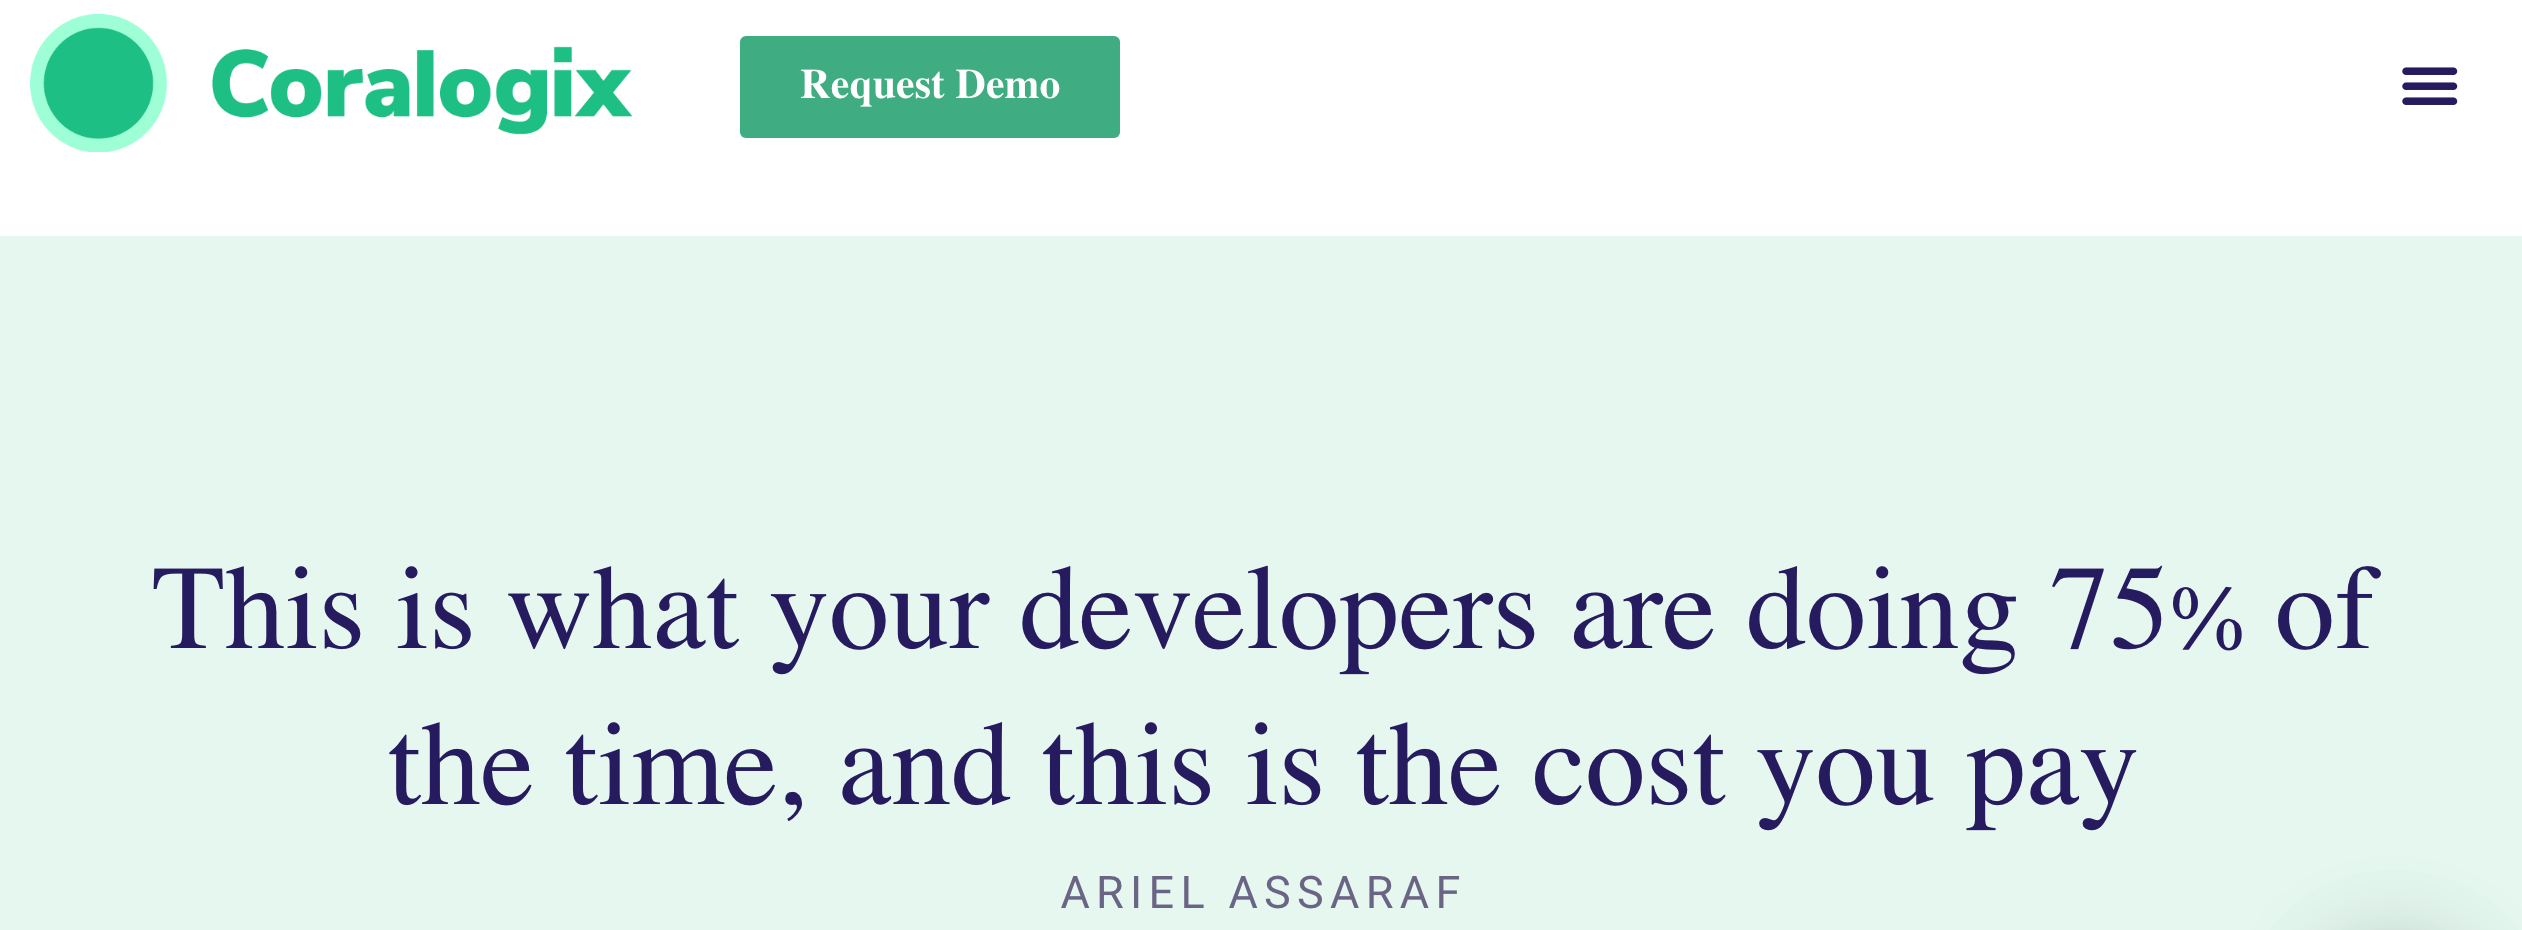 Coralogix
Request Demo
This is what your developers are doing 75% of
the time, and this is the cost you pay
ARIEL ASSARAF